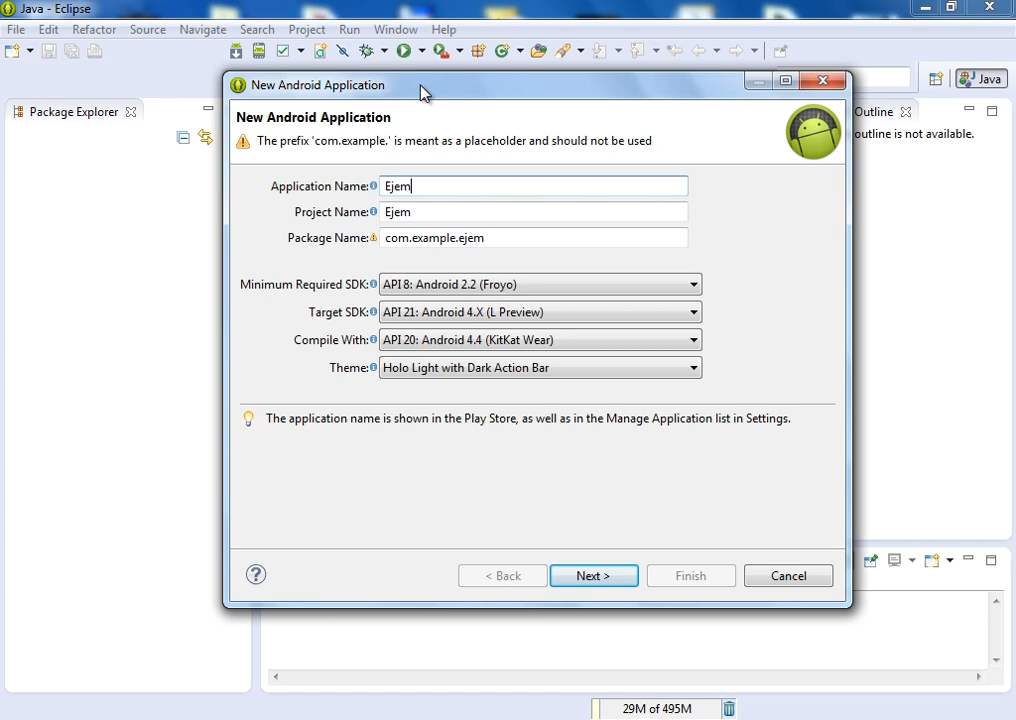 Java - Eclipse
File Edit Refactor Source Navigate Search Project Run Window Help
Java
New Android Application
Package Explorer
Outline
outline is not available.
New Android Application
The prefix 'com.example.' is meant as a placeholder and should not be used
Application Name: Ejem
Project Name: Ejem
Package Name: com.example.ejem
Minimum Required SDK: API 8: Android 2.2 (Froyo)
Target SDK: API 21: Android 4.X (L Preview)
Compile With: API 20: Android 4.4 (KitKat Wear)
Theme: Holo Light with Dark Action Bar
The application name is shown in the Play Store, as well as in the Manage Application list in Settings.
< Back Next > Finish Cancel
29M of 495M